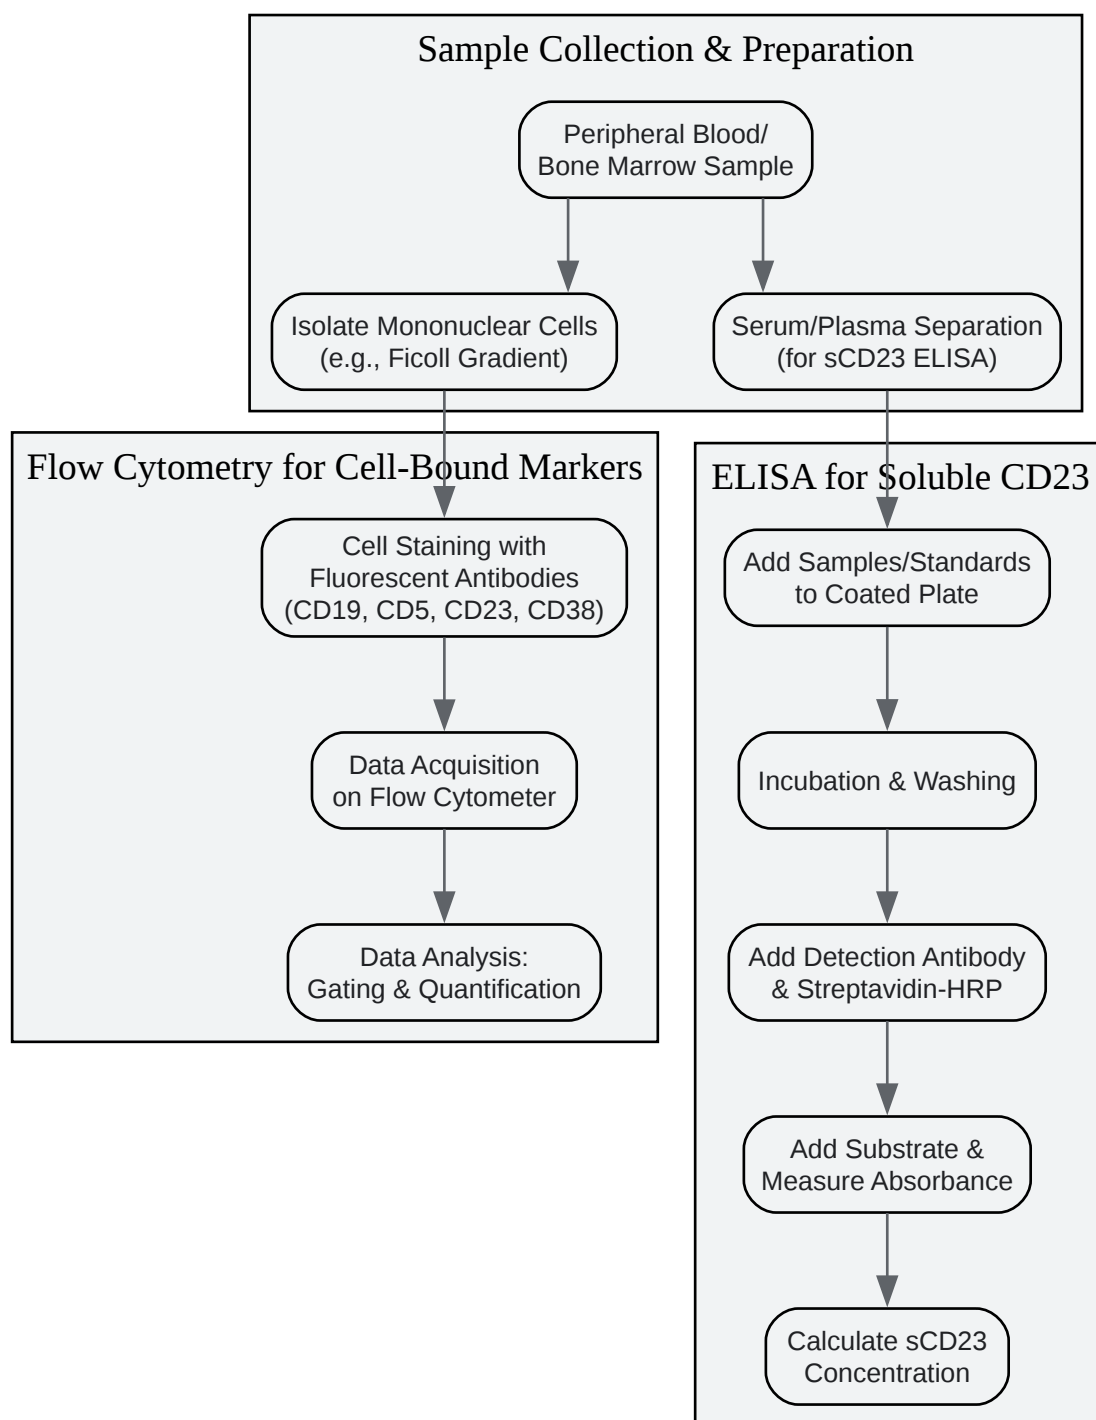 Sample Collection & Preparation
Peripheral Blood/
Bone Marrow Sample
Isolate Mononuclear Cells
(e.g., Ficoll Gradient)
Serum/Plasma Separation
(for sCD23 ELISA)
Flow Cytometry for Cell-Bound Markers
Cell Staining with
Fluorescent Antibodies
(CD19, CD5, CD23, CD38)
Data Acquisition
on Flow Cytometer
Data Analysis:
Gating & Quantification
ELISA for Soluble CD23
Add Samples/Standards
to Coated Plate
Incubation & Washing
Add Detection Antibody
& Streptavidin-HRP
Add Substrate &
Measure Absorbance
Calculate sCD23
Concentration